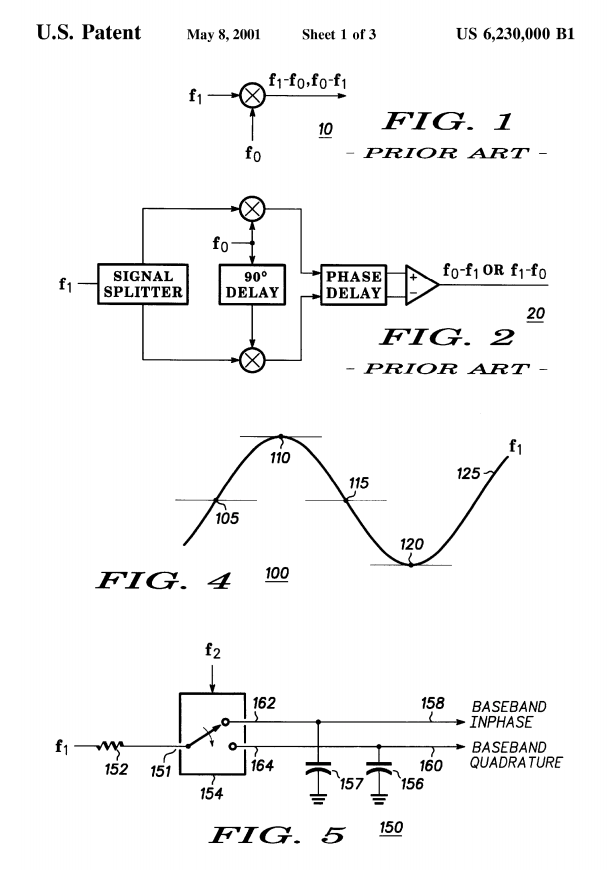 U.S. Patent May 8, 2001 Sheet 1 of 3 US 6,230,000 B1
f1 f1-f0,f0-f1
f0
10
FIG. 1
- PRIOR ART -
f0
f1
SIGNAL
SPLITTER
90°
DELAY
PHASE
DELAY
+
−
f0-f1 OR f1-f0
20
FIG. 2
- PRIOR ART -
f1
110
125
115
105
120
FIG. 4 100
f2
162 158 BASEBAND
INPHASE
f1
152 151 164 160 BASEBAND
QUADRATURE
154 157 156
FIG. 5 150